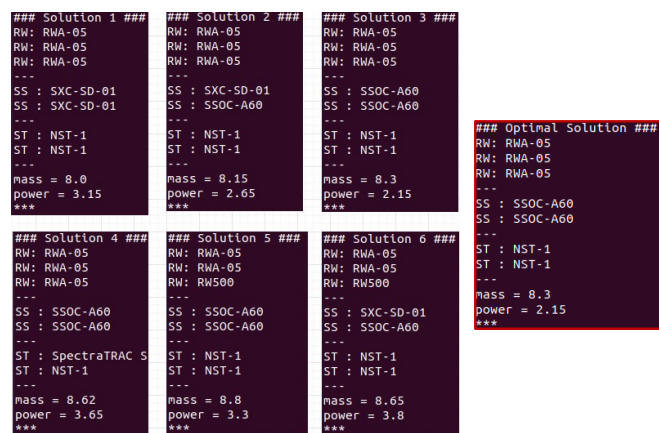 ### Solution 1 ###
RW: RWA-05
RW: RWA-05
RW: RWA-05
---
SS : SXC-SD-01
SS : SXC-SD-01
---
ST : NST-1
ST : NST-1
---
mass = 8.0
power = 3.15
***
### Solution 2 ###
RW: RWA-05
RW: RWA-05
RW: RWA-05
---
SS : SXC-SD-01
SS : SSOC-A60
---
ST : NST-1
ST : NST-1
---
mass = 8.15
power = 2.65
***
### Solution 3 ###
RW: RWA-05
RW: RWA-05
RW: RWA-05
---
SS : SSOC-A60
SS : SSOC-A60
---
ST : NST-1
ST : NST-1
---
mass = 8.3
power = 2.15
***
### Optimal Solution ###
RW: RWA-05
RW: RWA-05
RW: RWA-05
---
SS : SSOC-A60
SS : SSOC-A60
---
ST : NST-1
ST : NST-1
---
mass = 8.3
power = 2.15
***
### Solution 4 ###
RW: RWA-05
RW: RWA-05
RW: RWA-05
---
SS : SSOC-A60
SS : SSOC-A60
---
ST : SpectraTRAC S
ST : NST-1
---
mass = 8.62
power = 3.65
***
### Solution 5 ###
RW: RWA-05
RW: RWA-05
RW: RW500
---
SS : SSOC-A60
SS : SSOC-A60
---
ST : NST-1
ST : NST-1
---
mass = 8.8
power = 3.3
***
### Solution 6 ###
RW: RWA-05
RW: RWA-05
RW: RW500
---
SS : SXC-SD-01
SS : SSOC-A60
---
ST : NST-1
ST : NST-1
---
mass = 8.65
power = 3.8
***